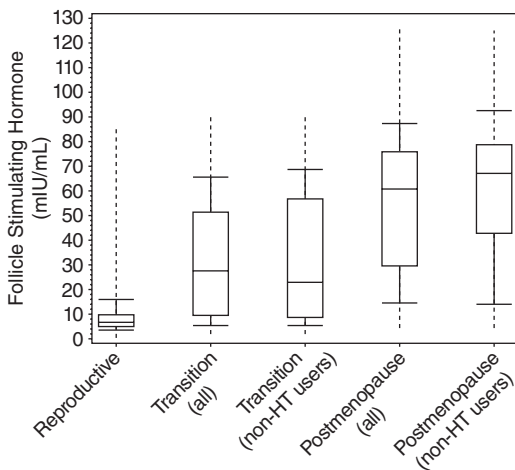 Follicle Stimulating Hormone
(mIU/mL)
130
120
110
100
90
80
70
60
50
40
30
20
10
0
Reproductive
Transition
(all)
Transition
(non-HT users)
Postmenopause
(all)
Postmenopause
(non-HT users)